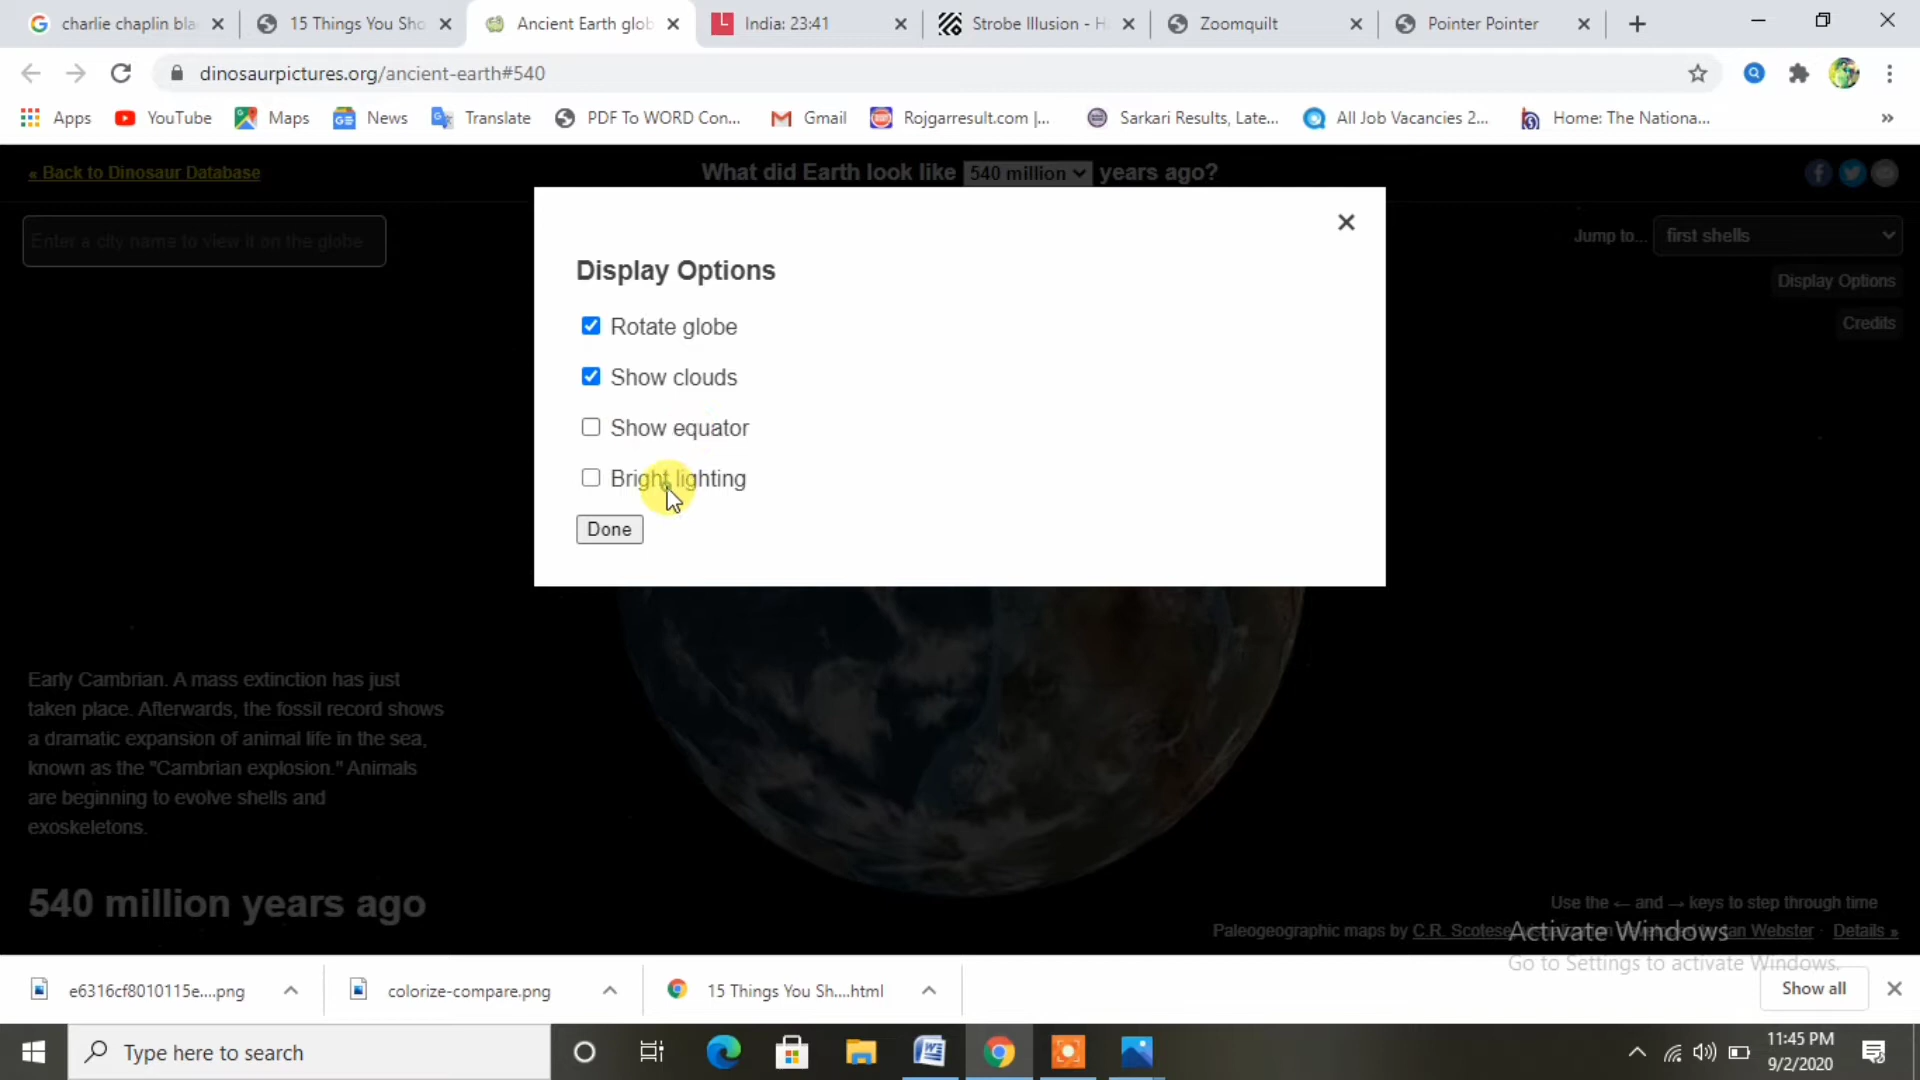 charlie chaplin bla
15 Things You Sho
Ancient Earth glob
India: 23:41
Strobe Illusion - H
Zoomquilt
Pointer Pointer
dinosaurpictures.org/ancient-earth#540
Apps
YouTube
Maps
News
Translate
PDF To WORD Con...
Gmail
Rojgarresult.com |...
Sarkari Results, Late...
All Job Vacancies 2...
Home: The Nationa...
« Back to Dinosaur Database
What did Earth look like 540 million years ago?
Enter a city name to view it on the globe
Jump to... first shells
Display Options
Credits
Display Options
Rotate globe
Show clouds
Show equator
Bright lighting
Done
Early Cambrian. A mass extinction has just
taken place. Afterwards, the fossil record shows
a dramatic expansion of animal life in the sea,
known as the "Cambrian explosion." Animals
are beginning to evolve shells and
exoskeletons.
540 million years ago
Use the ← and → keys to step through time
Paleogeographic maps by C.R. Scotese Ian Webster · Details »
Activate Windows
Go to Settings to activate Windows.
e6316cf8010115e....png
colorize-compare.png
15 Things You Sh....html
Show all
Type here to search
11:45 PM
9/2/2020